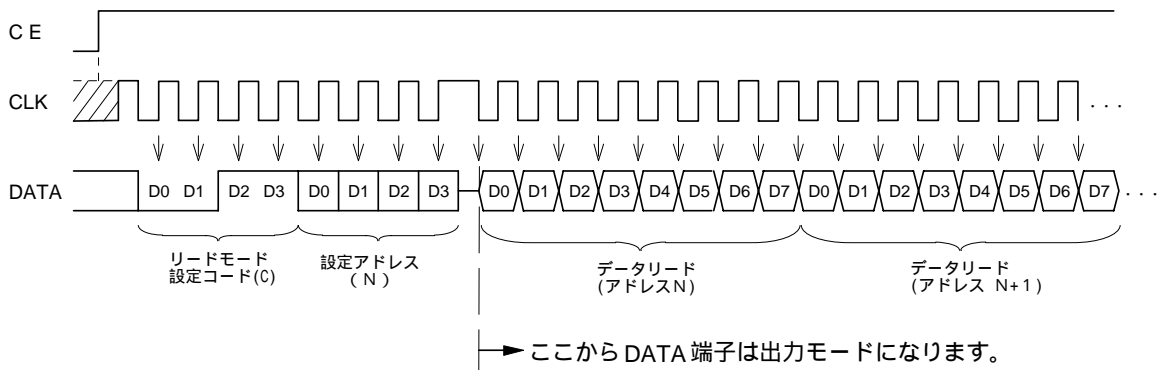 CE
CLK
. . .
DATA D0 D1 D2 D3 D0 D1 D2 D3 D0 D1 D2 D3 D4 D5 D6 D7 D0 D1 D2 D3 D4 D5 D6 D7 . . .
リードモード
設定コード(C)
設定アドレス
(N)
データリード
(アドレスN)
データリード
(アドレス N+1)
ここから DATA 端子は出力モードになります。